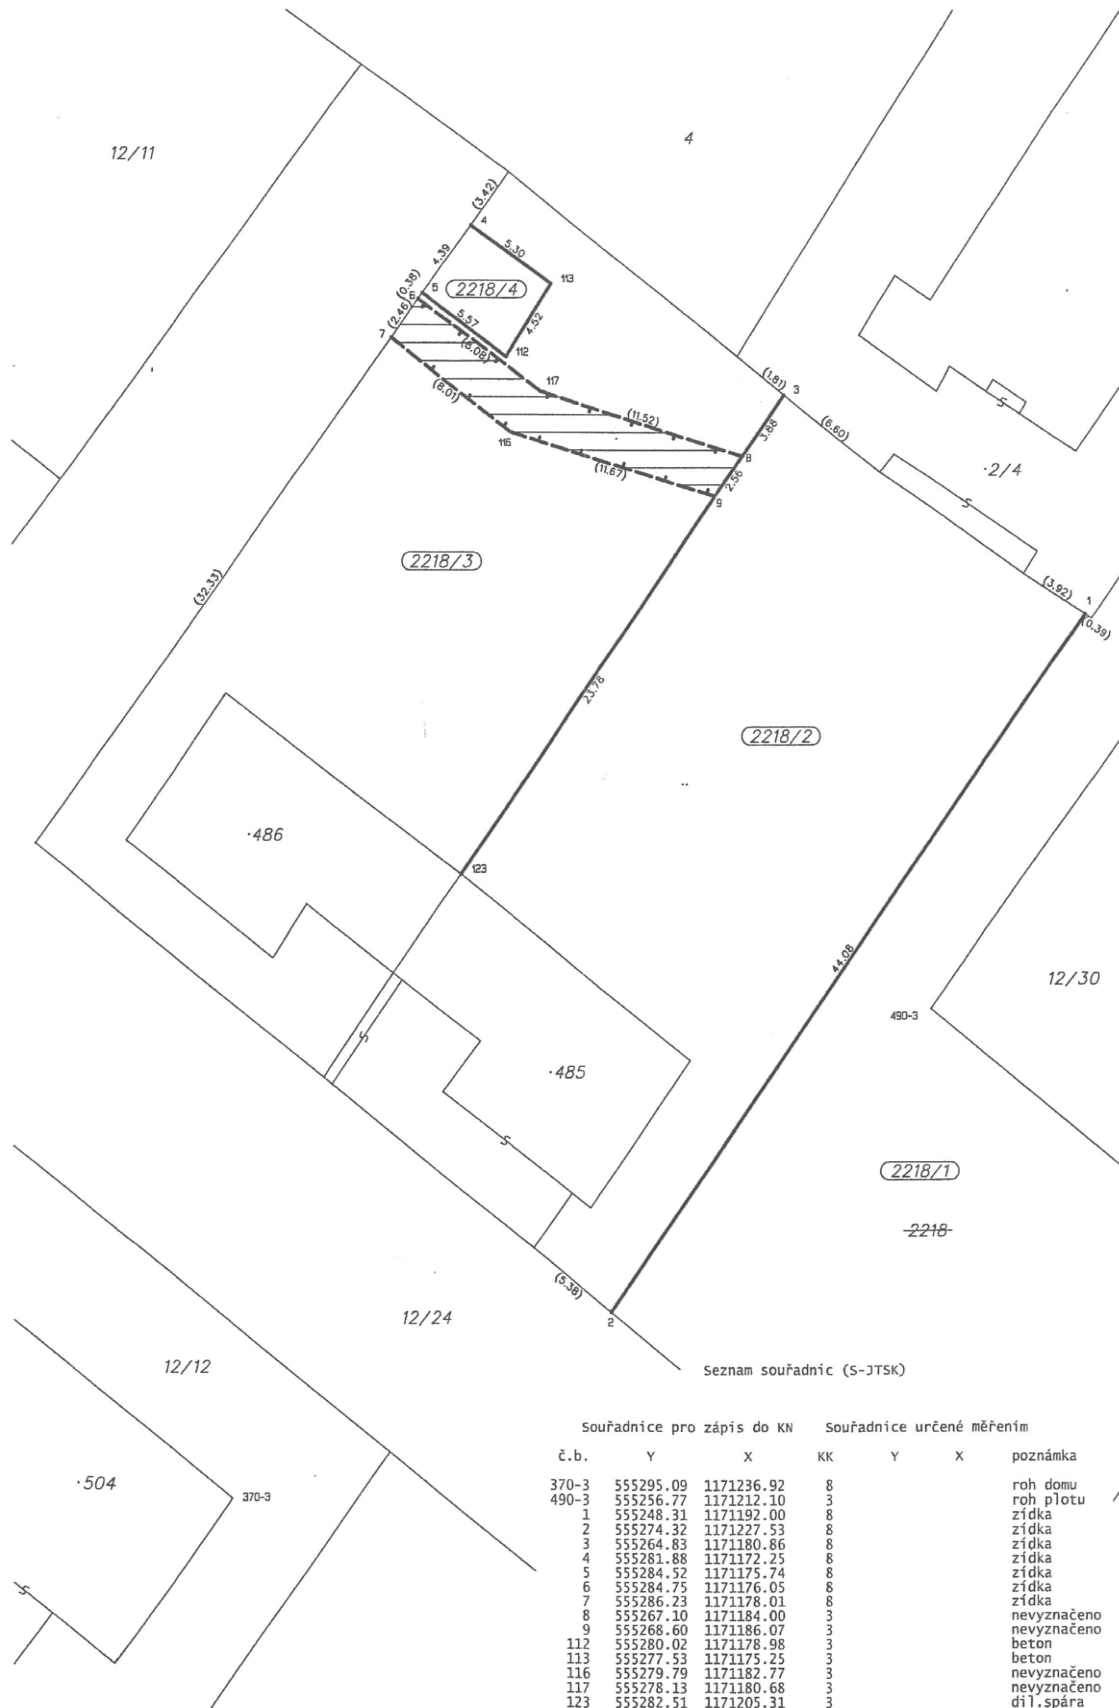 12/11
4
(3.42)
4
4.39
5.30
113
(0.38)
5
2218/4
6
5.57
4.52
(2.46)
7
(6.08)
112
117
(8.01)
(11.52)
116
(11.67)
(1.81)
3
3.88
(6.60)
8
2.56
9
S
·2/4
S
(3.92)
1
(0.39)
2218/3
(32.33)
23.78
2218/2
·486
123
44.08
12/30
490-3
S
·485
S
2218/1
2218
(5.38)
2
12/24
12/12
·504
370-3
S
Seznam souřadnic (S-JTSK)
Souřadnice pro zápis do KN Souřadnice určené měřením
č.b. Y X KK Y X poznámka
370-3 555295.09 1171236.92 8 roh domu
490-3 555256.77 1171212.10 3 roh plotu
1 555248.31 1171192.00 8 zídka
2 555274.32 1171227.53 8 zídka
3 555264.83 1171180.86 8 zídka
4 555281.88 1171172.25 8 zídka
5 555284.52 1171175.74 8 zídka
6 555284.75 1171176.05 8 zídka
7 555286.23 1171178.01 8 zídka
8 555267.10 1171184.00 3 nevyznačeno
9 555268.60 1171186.07 3 nevyznačeno
112 555280.02 1171178.98 3 beton
113 555277.53 1171175.25 3 beton
116 555279.79 1171182.77 3 nevyznačeno
117 555278.13 1171180.68 3 nevyznačeno
123 555282.51 1171205.31 3 dil.spára